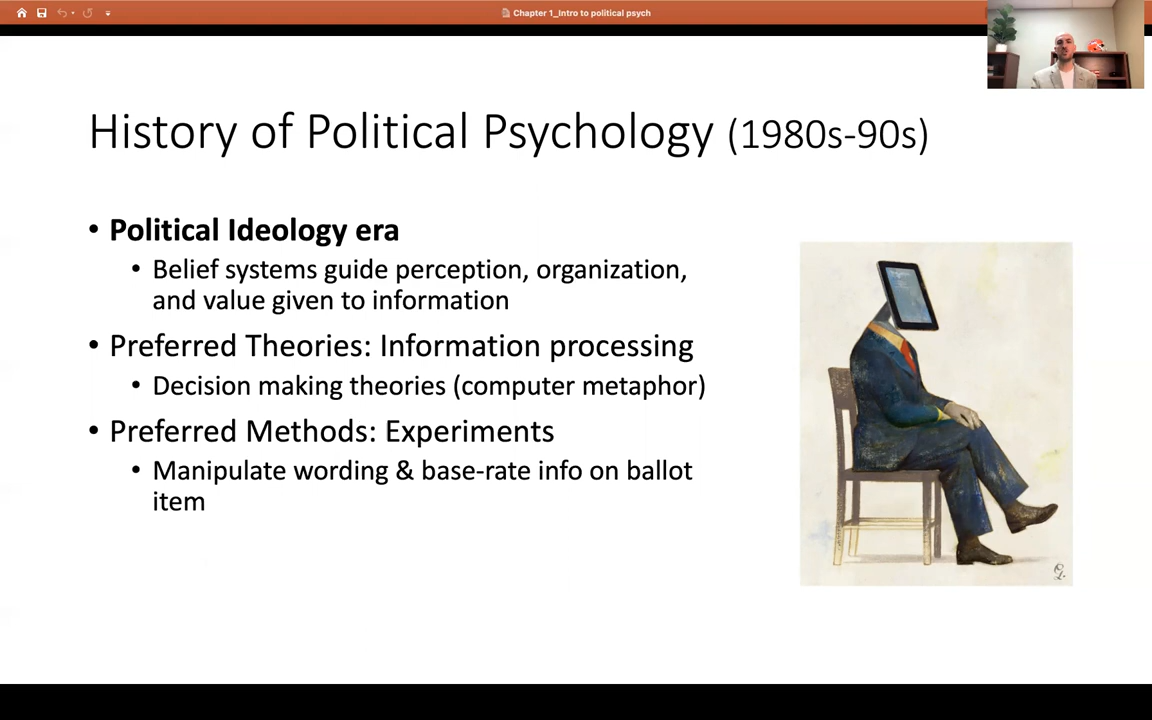 Chapter 1_Intro to political psych
History of Political Psychology (1980s-90s)
• Political Ideology era
• Belief systems guide perception, organization,
and value given to information
• Preferred Theories: Information processing
• Decision making theories (computer metaphor)
• Preferred Methods: Experiments
• Manipulate wording & base-rate info on ballot
item